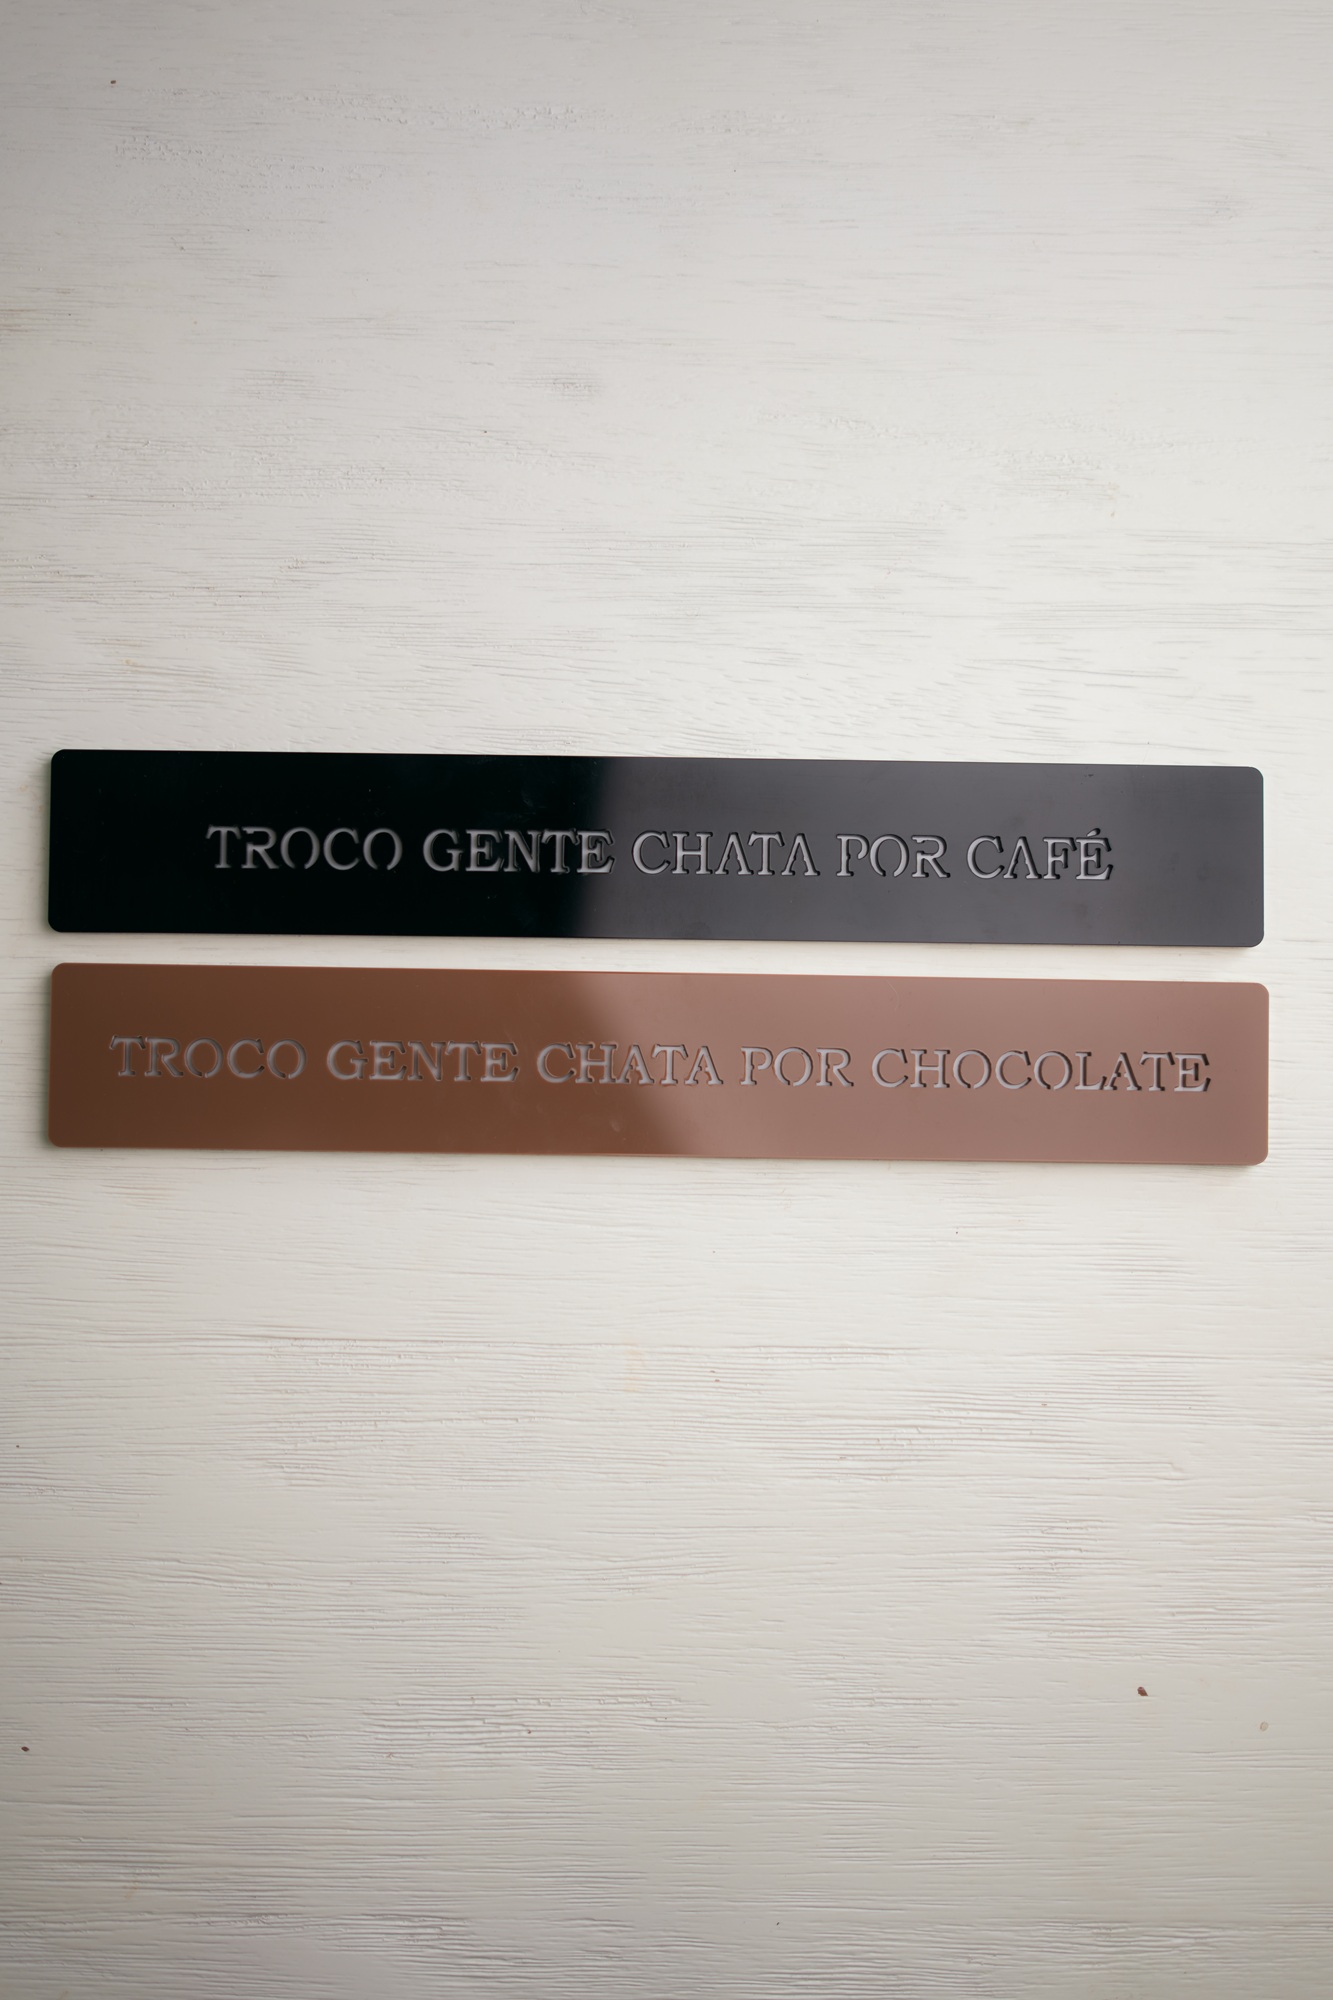 TROCO GENTE CHATA POR CAFÉ
TROCO GENTE CHATA POR CHOCOLATE